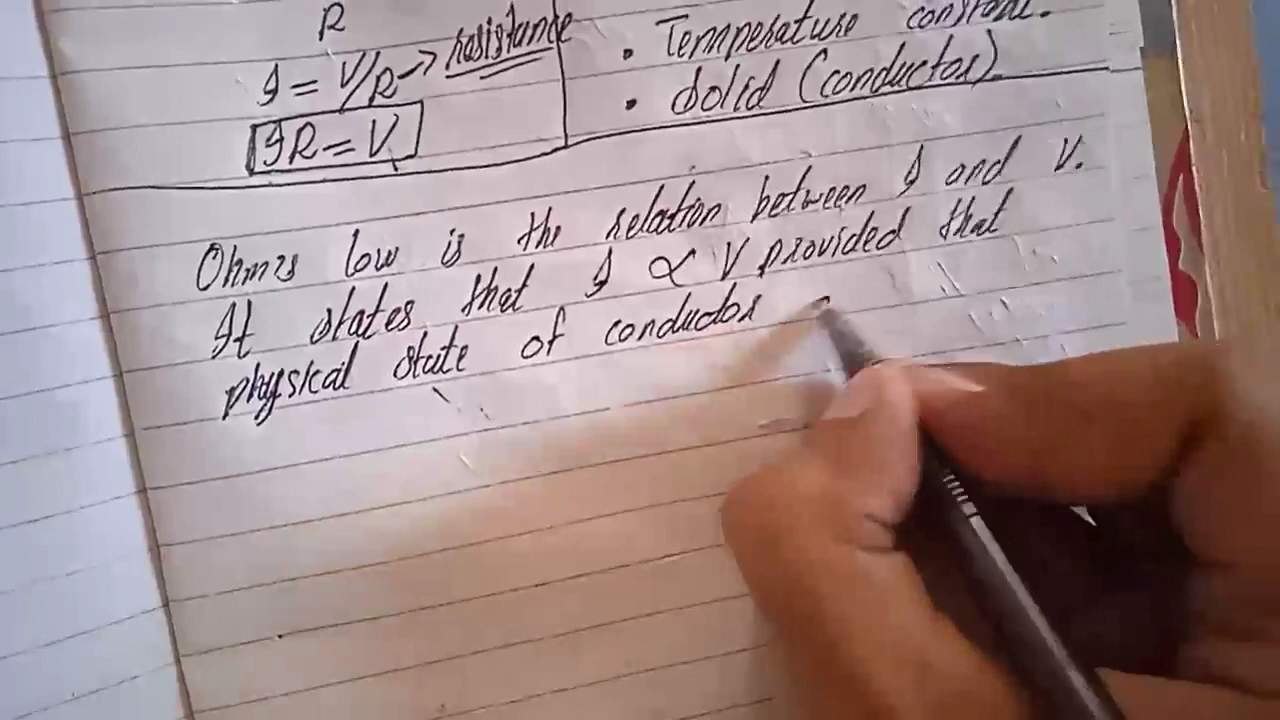 R
I = V/R → resistance
IR = V
• Temperature constant.
• Solid (conductor)
Ohms low is the relation between I and V.
It states that I ∝ V provided that
physical state of conductor